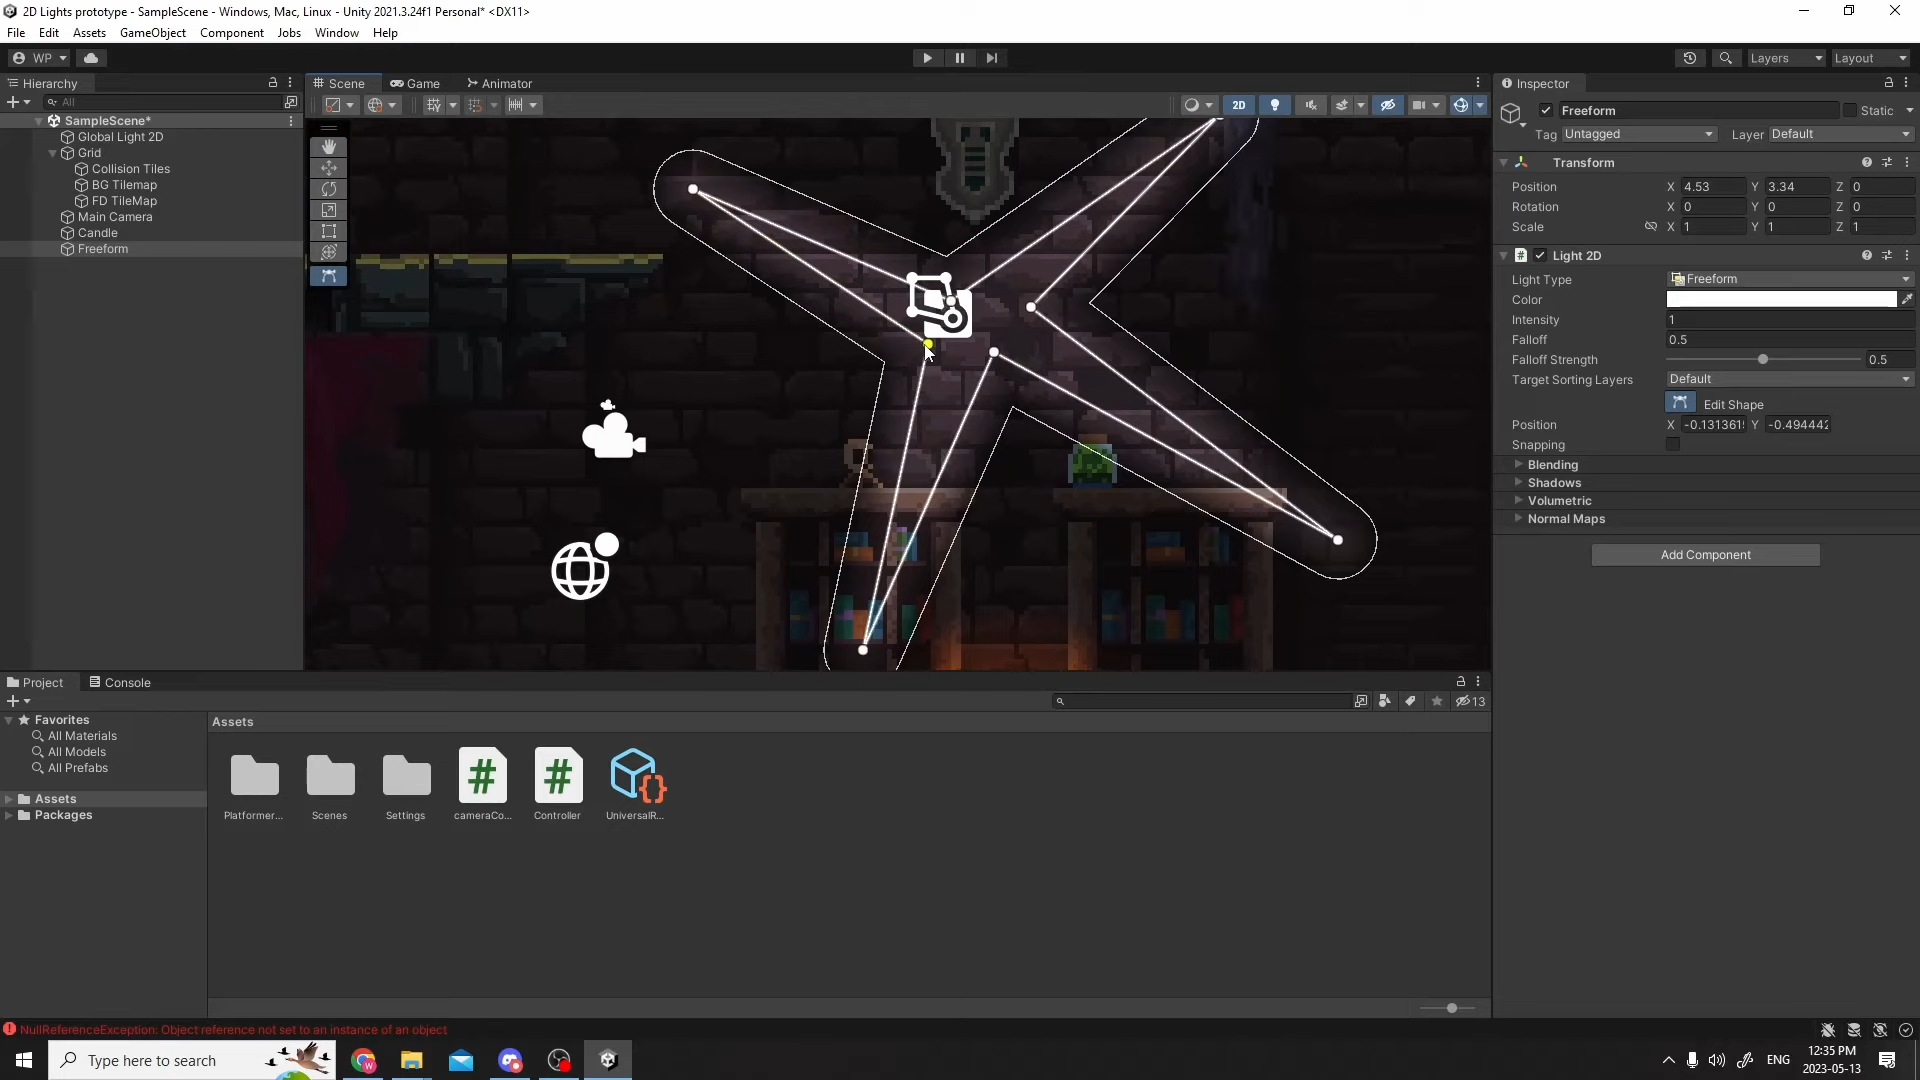 2D Lights prototype - SampleScene - Windows, Mac, Linux - Unity 2021.3.24f1 Personal* <DX11>
File Edit Assets GameObject Component Jobs Window Help
WP
Layers
Layout
Hierarchy
Scene
Game
Animator
Inspector
All
2D
Freeform
Static
SampleScene*
Tag Untagged
Layer Default
Global Light 2D
Grid
Collision Tiles
BG Tilemap
FD TileMap
Main Camera
Candle
Freeform
Transform
Position X 4.53 Y 3.34 Z 0
Rotation X 0 Y 0 Z 0
Scale X 1 Y 1 Z 1
# Light 2D
Light Type Freeform
Color
Intensity 1
Falloff 0.5
Falloff Strength 0.5
Target Sorting Layers Default
Edit Shape
Position X -0.131361 Y -0.494442
Snapping
Blending
Shadows
Volumetric
Normal Maps
Add Component
Project
Console
13
Favorites
All Materials
All Models
All Prefabs
Assets
Packages
Assets
Platformer...
Scenes
Settings
cameraCo...
Controller
UniversalR...
NullReferenceException: Object reference not set to an instance of an object
Type here to search
ENG
12:35 PM
2023-05-13